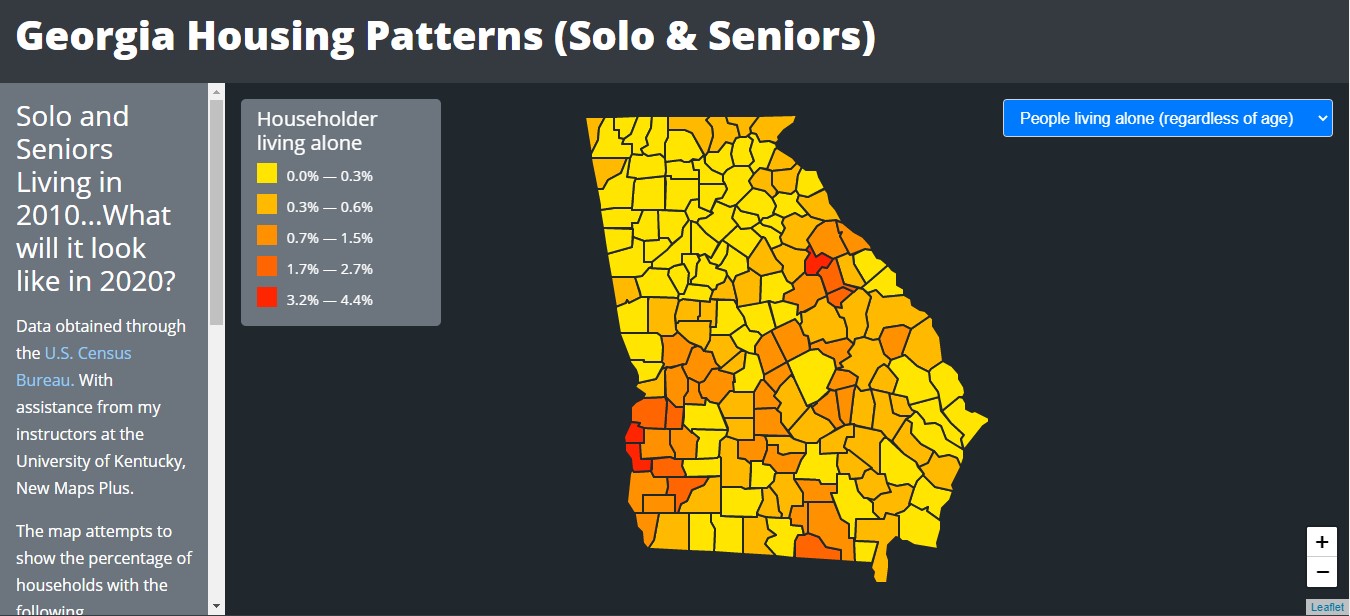 Georgia Housing Patterns (Solo & Seniors)
Solo and
Seniors
Living in
2010...What
will it look
like in 2020?
Data obtained through
the U.S. Census
Bureau. With
assistance from my
instructors at the
University of Kentucky,
New Maps Plus.
The map attempts to
show the percentage of
households with the
following
Householder
living alone
0.0% — 0.3%
0.3% — 0.6%
0.7% — 1.5%
1.7% — 2.7%
3.2% — 4.4%
People living alone (regardless of age)
+
−
Leaflet